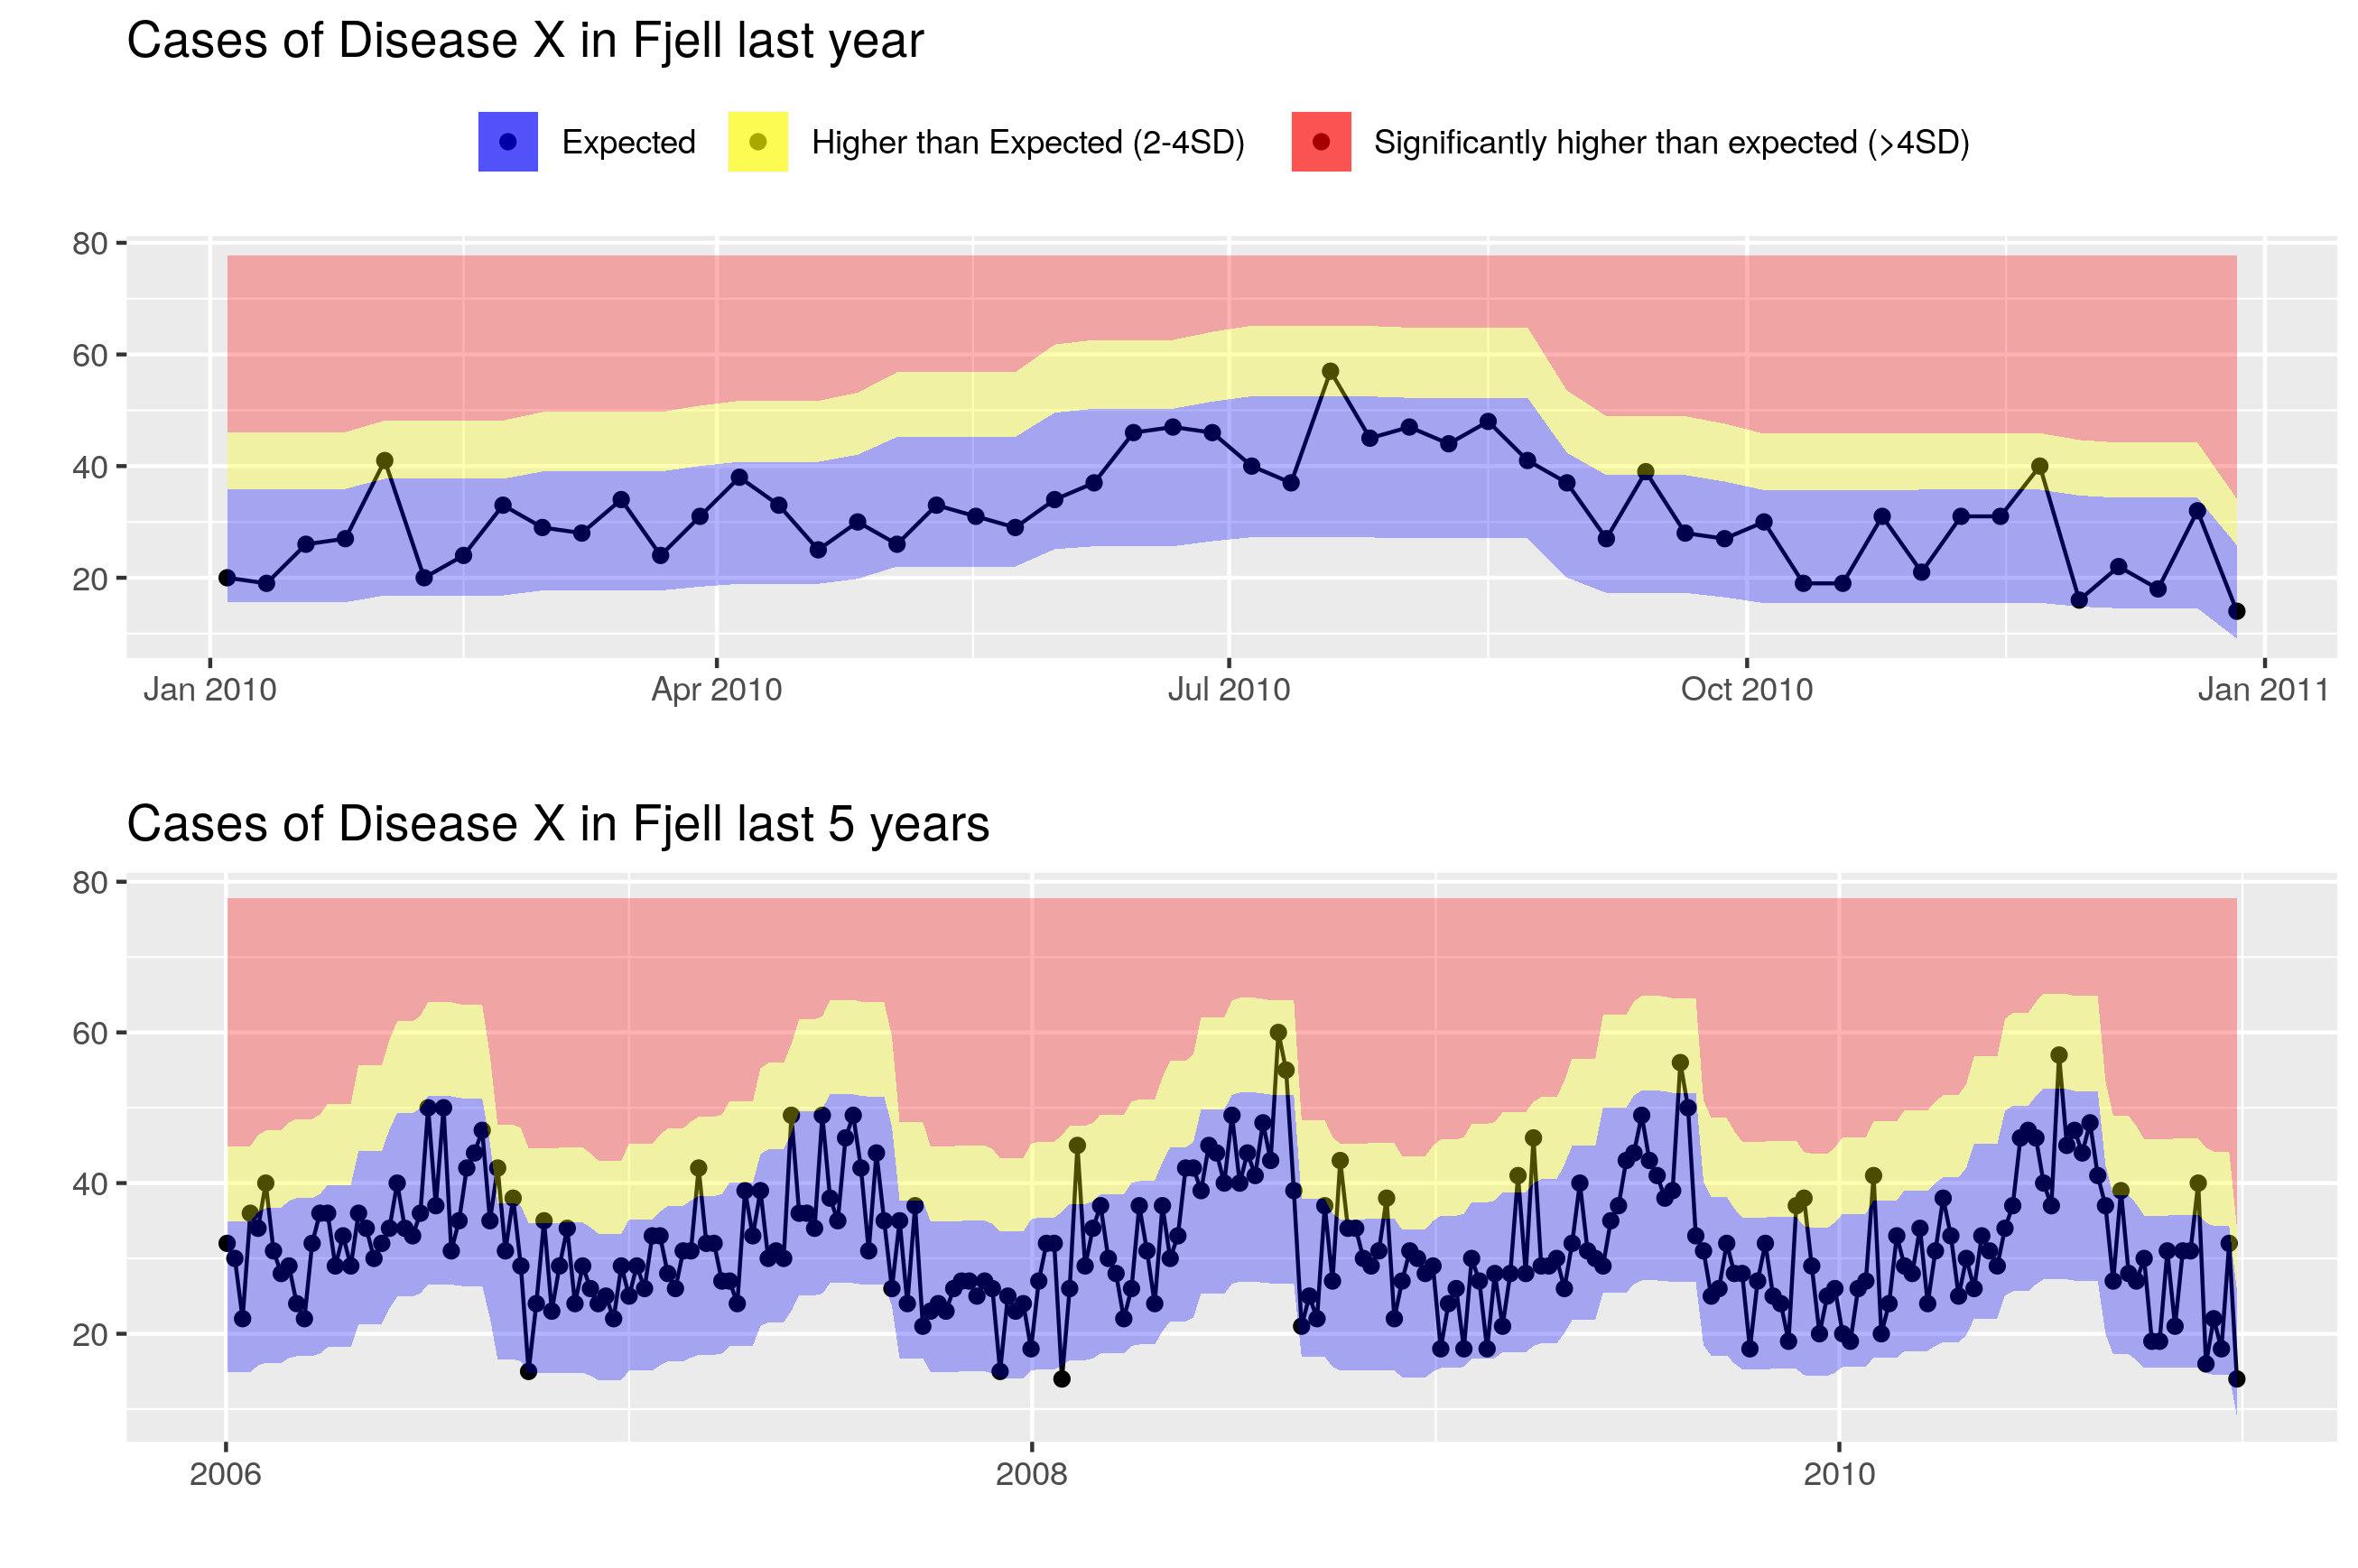 Cases of Disease X in Fjell last year
Expected Higher than Expected (2-4SD) Significantly higher than expected (>4SD)
80
60
40
20
Jan 2010 Apr 2010 Jul 2010 Oct 2010 Jan 2011
Cases of Disease X in Fjell last 5 years
80
60
40
20
2006 2008 2010